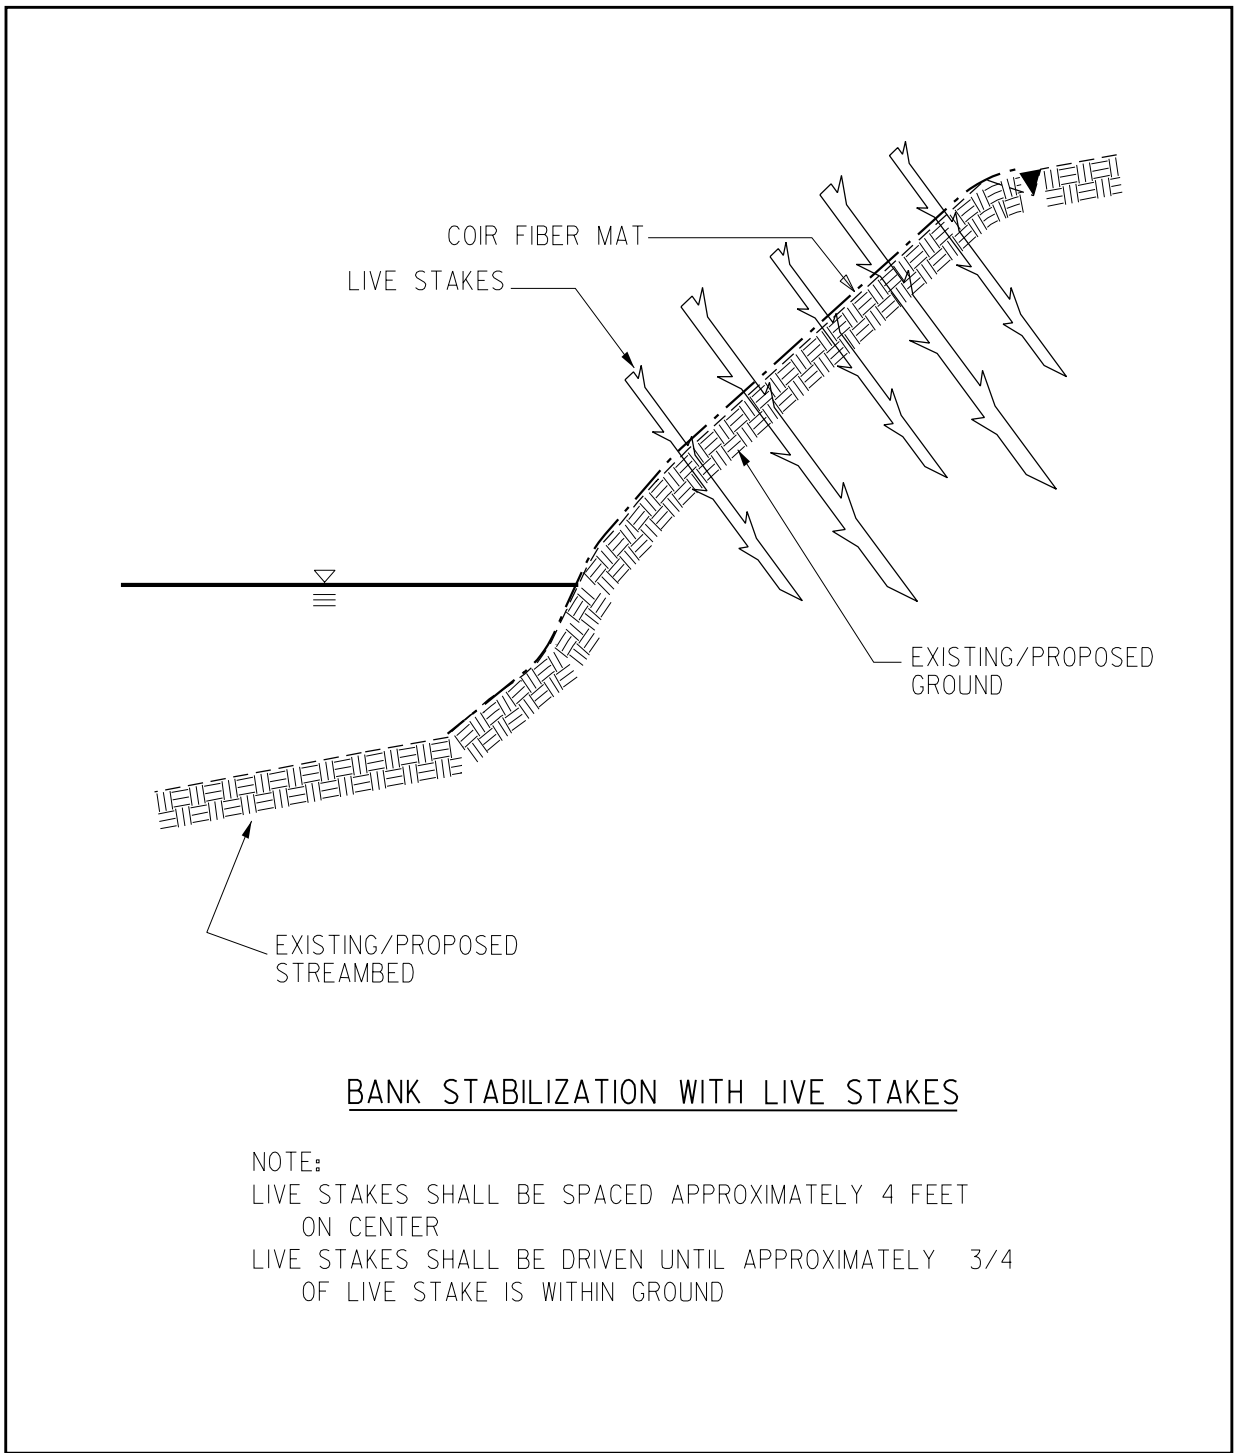 COIR FIBER MAT
LIVE STAKES
EXISTING/PROPOSED
GROUND
EXISTING/PROPOSED
STREAMBED
BANK STABILIZATION WITH LIVE STAKES
NOTE:
LIVE STAKES SHALL BE SPACED APPROXIMATELY 4 FEET
ON CENTER
LIVE STAKES SHALL BE DRIVEN UNTIL APPROXIMATELY 3/4
OF LIVE STAKE IS WITHIN GROUND